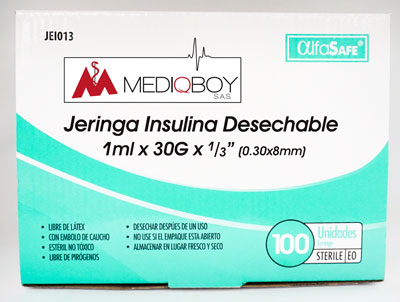 JEI013
alfaSAFE®
MEDIQBOY
S.A.S.
Jeringa Insulina Desechable
1ml x 30G x 1/3” (0.30x8mm)
• LIBRE DE LÁTEX
• CON EMBOLO DE CAUCHO
• ESTERIL NO TÓXICO
• LIBRE DE PIRÓGENOS
• DESECHAR DESPUÉS DE UN USO
• NO USE SI EL EMPAQUE ESTA ABIERTO
• ALMACENAR EN LUGAR FRESCO Y SECO
100 Unidades
Syringe
STERILE EO